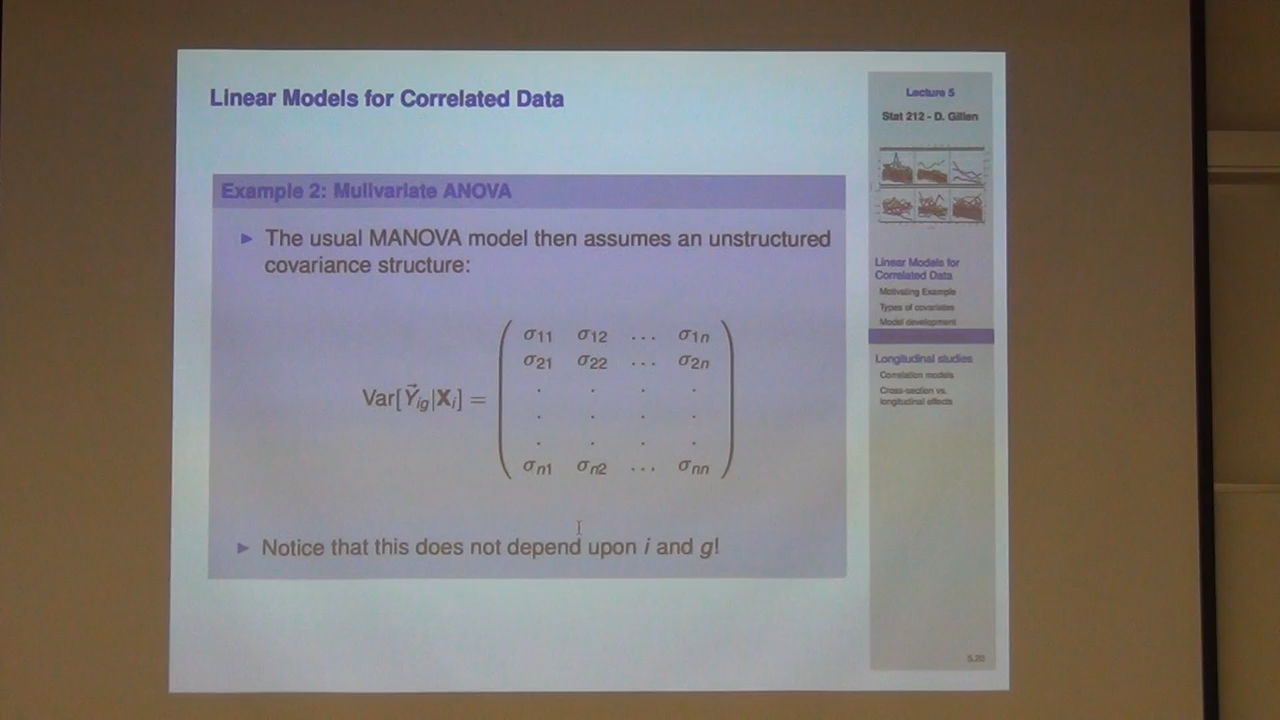 Linear Models for Correlated Data
Example 2: Multivariate ANOVA
► The usual MANOVA model then assumes an unstructured
covariance structure:
σ11 σ12 ... σ1n
σ21 σ22 ... σ2n
. . . .
Var[Y⃗ig|Xi] = . . . .
. . . .
σn1 σn2 ... σnn
► Notice that this does not depend upon i and g!
Lecture 5
Stat 212 - D. Gillen
Linear Models for
Correlated Data
Motivating Example
Types of covariates
Model development
Longitudinal studies
Correlation models
Cross-section vs.
longitudinal effects
5.20